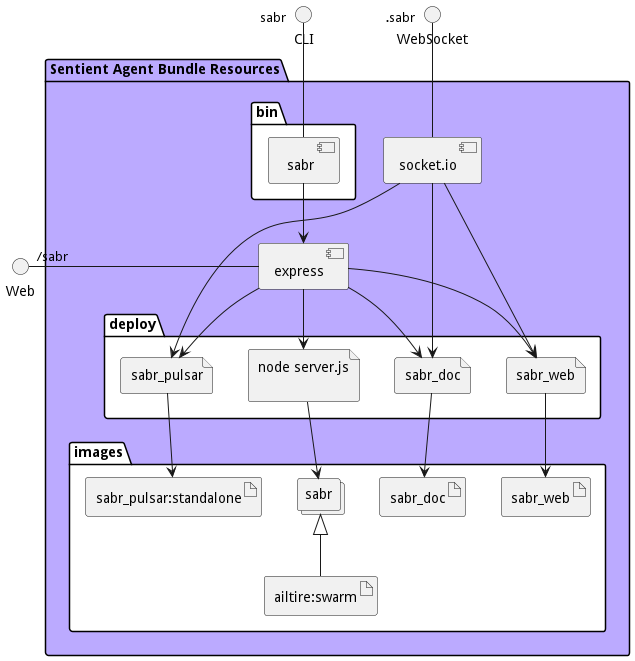 sabr
.sabr
CLI
WebSocket
Sentient Agent Bundle Resources
bin
sabr
socket.io
/sabr
express
Web
deploy
sabr_pulsar
node server.js
sabr_doc
sabr_web
images
sabr_pulsar:standalone
sabr
sabr_doc
sabr_web
ailtire:swarm